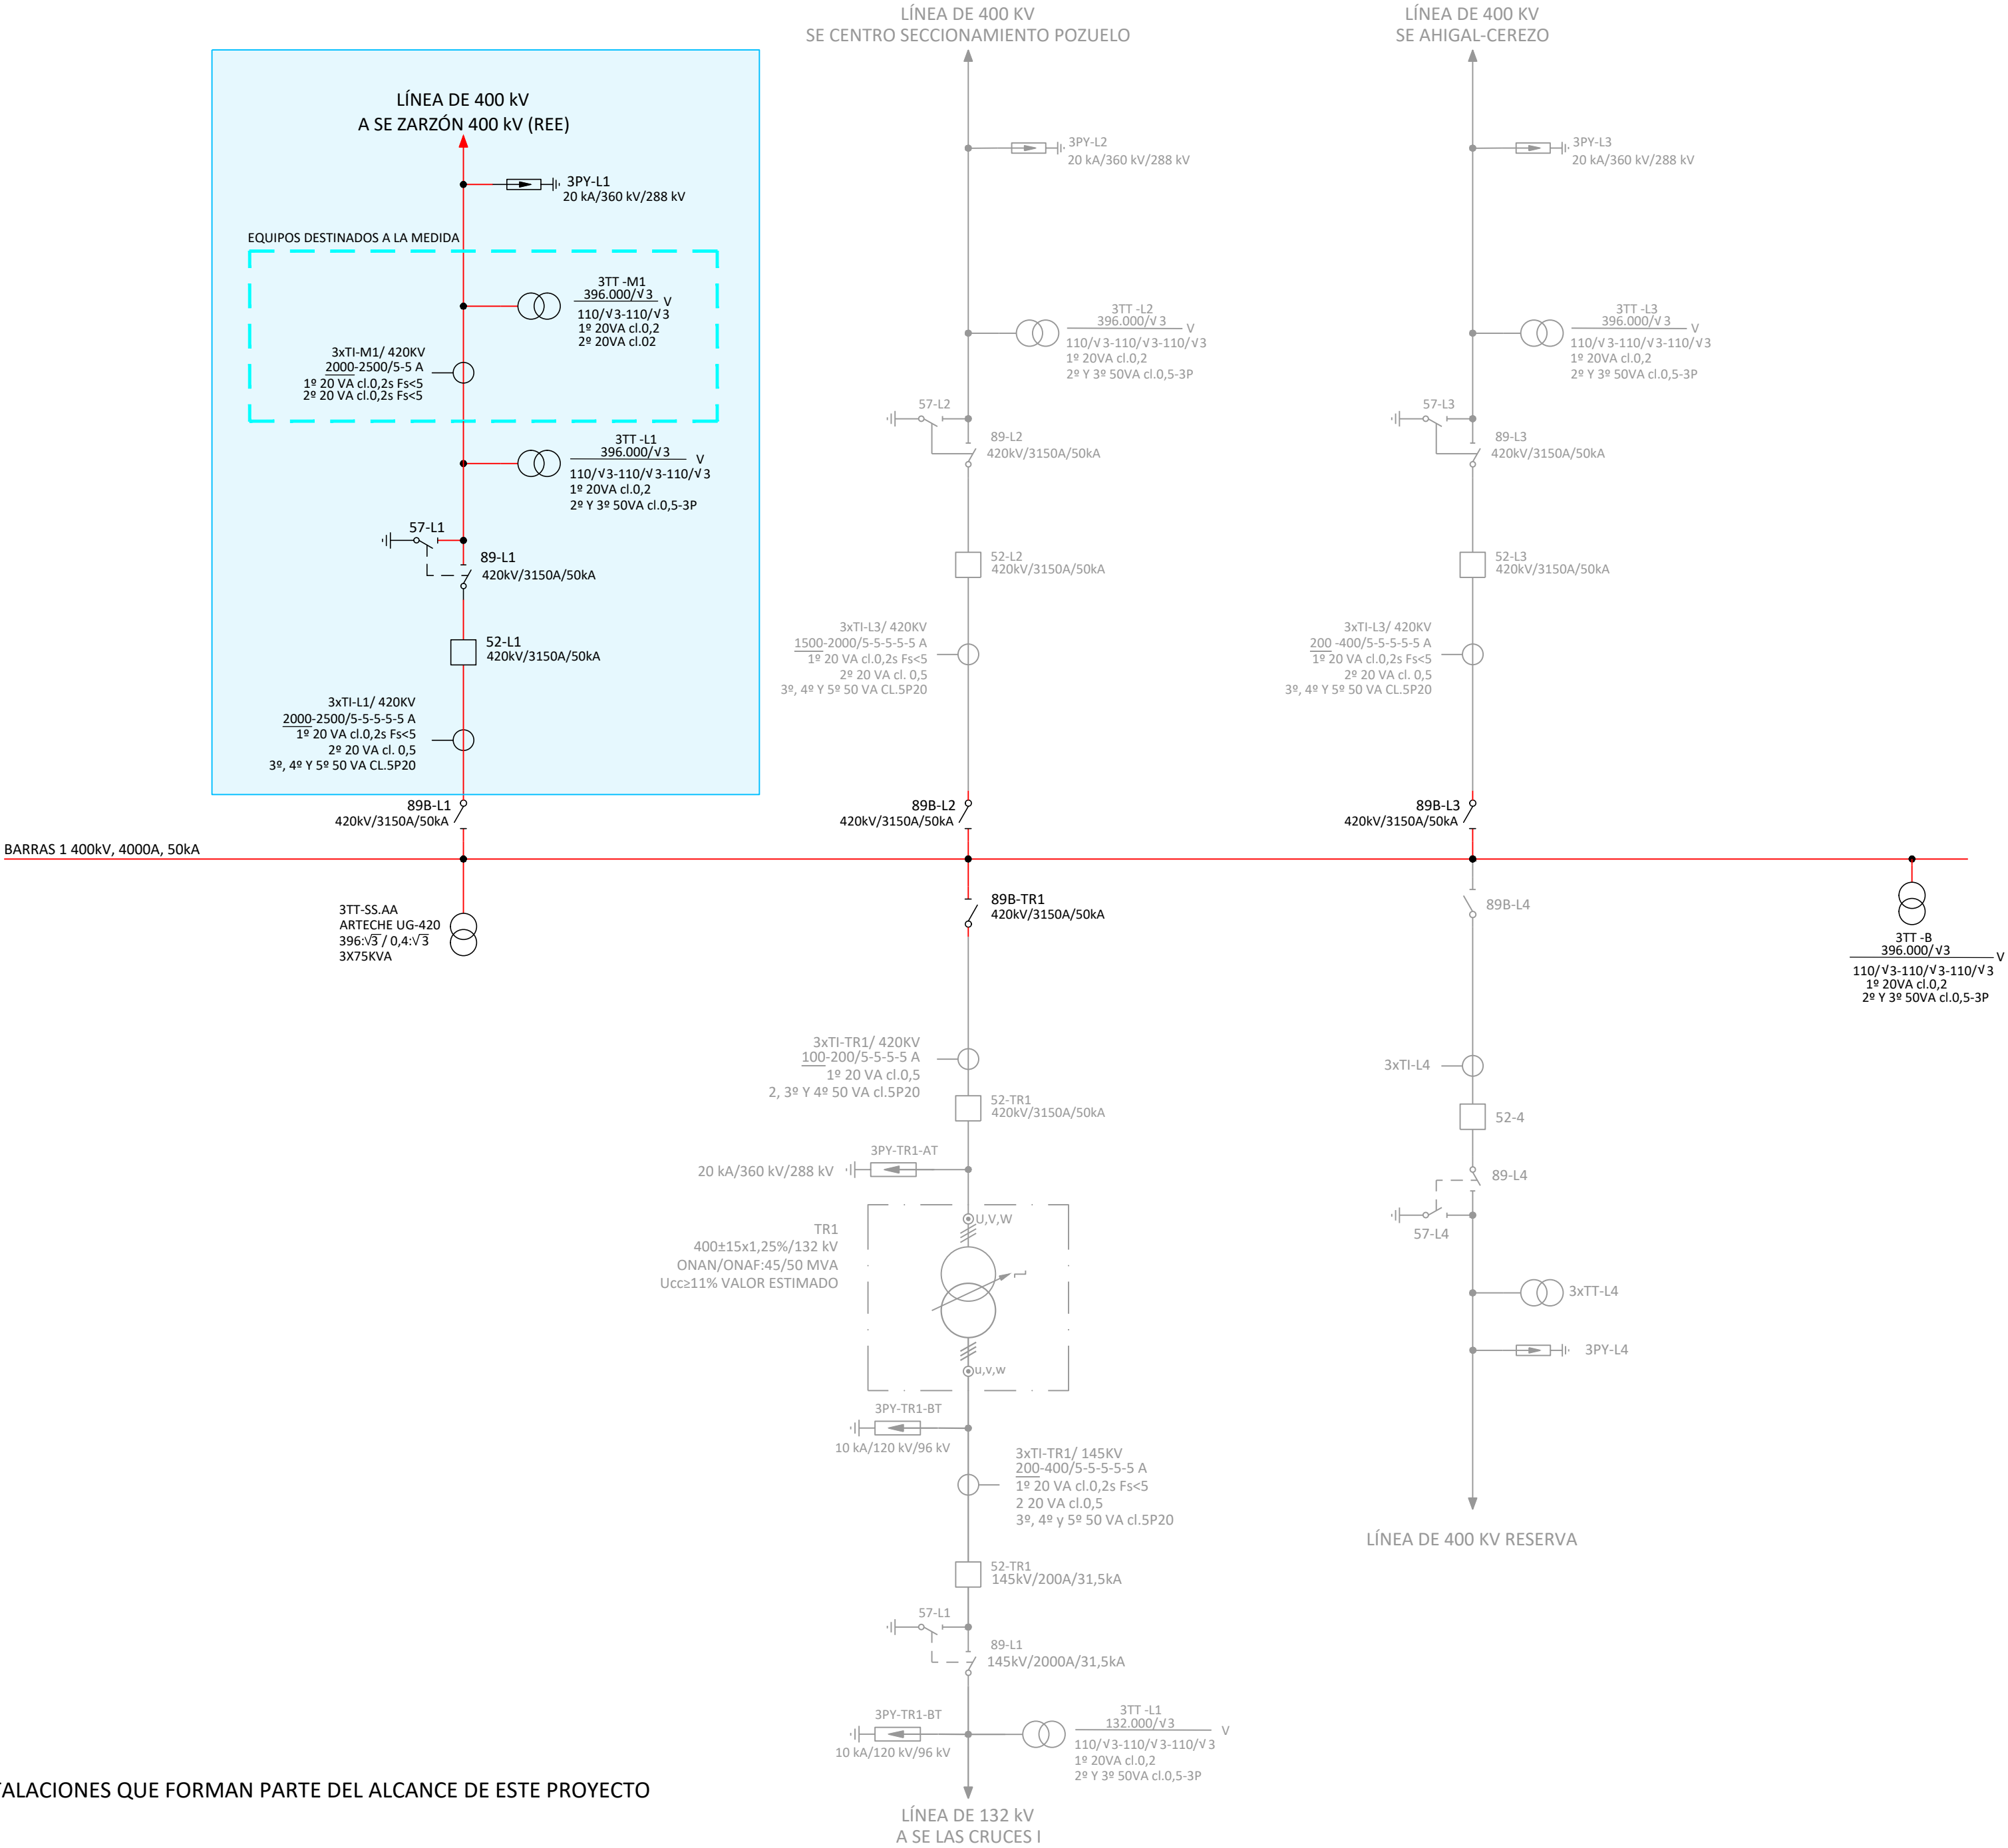 LÍNEA DE 400 KV
SE CENTRO SECCIONAMIENTO POZUELO
LÍNEA DE 400 KV
SE AHIGAL-CEREZO
LÍNEA DE 400 kV
A SE ZARZÓN 400 kV (REE)
3PY-L1
20 kA/360 kV/288 kV
EQUIPOS DESTINADOS A LA MEDIDA
3TT -M1
396.000/√3
V
110/√3-110/√3
1º 20VA cl.0,2
2º 20VA cl.02
3xTI-M1/ 420KV
2000-2500/5-5 A
1º 20 VA cl.0,2s Fs<5
2º 20 VA cl.0,2s Fs<5
3TT -L1
396.000/√3
V
110/√3-110/√3-110/√3
1º 20VA cl.0,2
2º Y 3º 50VA cl.0,5-3P
57-L1
89-L1
420kV/3150A/50kA
52-L1
420kV/3150A/50kA
3xTI-L1/ 420KV
2000-2500/5-5-5-5-5 A
1º 20 VA cl.0,2s Fs<5
2º 20 VA cl. 0,5
3º, 4º Y 5º 50 VA CL.5P20
89B-L1
420kV/3150A/50kA
3PY-L2
20 kA/360 kV/288 kV
3TT -L2
396.000/√3
V
110/√3-110/√3-110/√3
1º 20VA cl.0,2
2º Y 3º 50VA cl.0,5-3P
57-L2
89-L2
420kV/3150A/50kA
52-L2
420kV/3150A/50kA
3xTI-L3/ 420KV
1500-2000/5-5-5-5-5 A
1º 20 VA cl.0,2s Fs<5
2º 20 VA cl. 0,5
3º, 4º Y 5º 50 VA CL.5P20
89B-L2
420kV/3150A/50kA
3PY-L3
20 kA/360 kV/288 kV
3TT -L3
396.000/√3
V
110/√3-110/√3-110/√3
1º 20VA cl.0,2
2º Y 3º 50VA cl.0,5-3P
57-L3
89-L3
420kV/3150A/50kA
52-L3
420kV/3150A/50kA
3xTI-L3/ 420KV
200 -400/5-5-5-5-5 A
1º 20 VA cl.0,2s Fs<5
2º 20 VA cl. 0,5
3º, 4º Y 5º 50 VA CL.5P20
89B-L3
420kV/3150A/50kA
BARRAS 1 400kV, 4000A, 50kA
3TT-SS.AA
ARTECHE UG-420
396:√3 / 0,4:√3
3X75KVA
89B-TR1
420kV/3150A/50kA
89B-L4
3TT -B
396.000/√3
V
110/√3-110/√3-110/√3
1º 20VA cl.0,2
2º Y 3º 50VA cl.0,5-3P
3xTI-TR1/ 420KV
100-200/5-5-5-5 A
1º 20 VA cl.0,5
2, 3º Y 4º 50 VA cl.5P20
52-TR1
420kV/3150A/50kA
3PY-TR1-AT
20 kA/360 kV/288 kV
U,V,W
TR1
400±15x1,25%/132 kV
ONAN/ONAF:45/50 MVA
Ucc≥11% VALOR ESTIMADO
u,v,w
3PY-TR1-BT
10 kA/120 kV/96 kV
3xTI-TR1/ 145KV
200-400/5-5-5-5-5 A
1º 20 VA cl.0,2s Fs<5
2 20 VA cl.0,5
3º, 4º y 5º 50 VA cl.5P20
52-TR1
145kV/200A/31,5kA
57-L1
89-L1
145kV/2000A/31,5kA
3PY-TR1-BT
10 kA/120 kV/96 kV
3TT -L1
132.000/√3
V
110/√3-110/√3-110/√3
1º 20VA cl.0,2
2º Y 3º 50VA cl.0,5-3P
3xTI-L4
52-4
89-L4
57-L4
3xTT-L4
3PY-L4
LÍNEA DE 400 KV RESERVA
TALACIONES QUE FORMAN PARTE DEL ALCANCE DE ESTE PROYECTO
LÍNEA DE 132 kV
A SE LAS CRUCES I